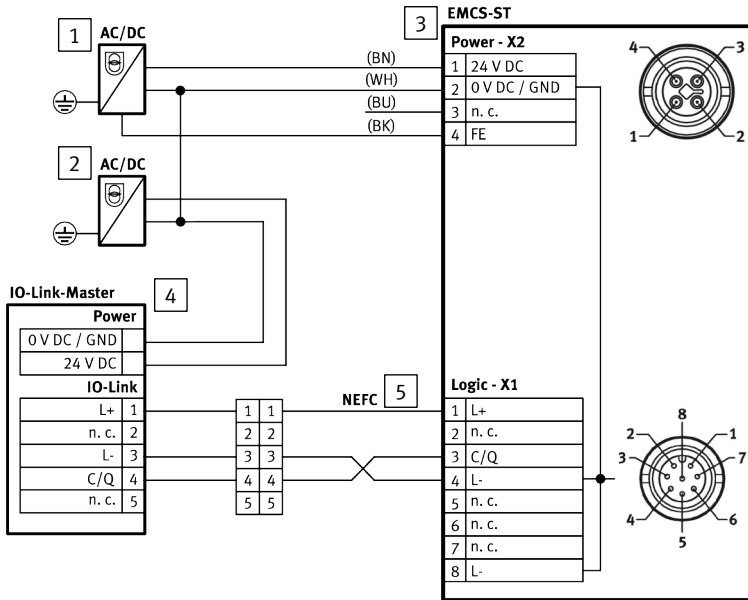 1 AC/DC
3 EMCS-ST
Power - X2
(BN) 1 24 V DC
(WH) 2 0 V DC / GND
(BU) 3 n. c.
(BK) 4 FE
4 3
1 2
2 AC/DC
IO-Link-Master 4
Power
0 V DC / GND
24 V DC
IO-Link
NEFC 5
Logic - X1
L+ 1 1 1 1 L+
n. c. 2 2 2 2 n. c.
L- 3 3 3 3 C/Q
C/Q 4 4 4 4 L-
n. c. 5 5 5 5 n. c.
6 n. c.
7 n. c.
8 L-
8
2 1
3 7
4 6
5